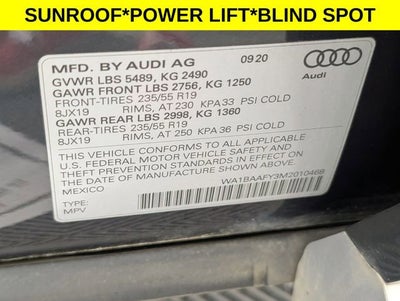 SUNROOF*POWER LIFT*BLIND SPOT
MFD. BY AUDI AG 09 20
GVWR LBS 5489, KG 2490
GAWR FRONT LBS 2756, KG 1250
FRONT-TIRES 235/55 R19
8JX19 RIMS, AT 230 KPA 33 PSI COLD
GAWR REAR LBS 2998, KG 1360
REAR-TIRES 235/55 R19
8JX19 RIMS, AT 250 KPA 36 PSI COLD
THIS VEHICLE CONFORMS TO ALL APPLICABLE
U.S. FEDERAL MOTOR VEHICLE SAFETY, BUMPER AND
THEFT PREVENTION STANDARDS IN EFFECT ON THE
DATE OF MANUFACTURE SHOWN ABOVE.
MEXICO
TYPE: WA1BAAFY3M2010468
MPV
Audi